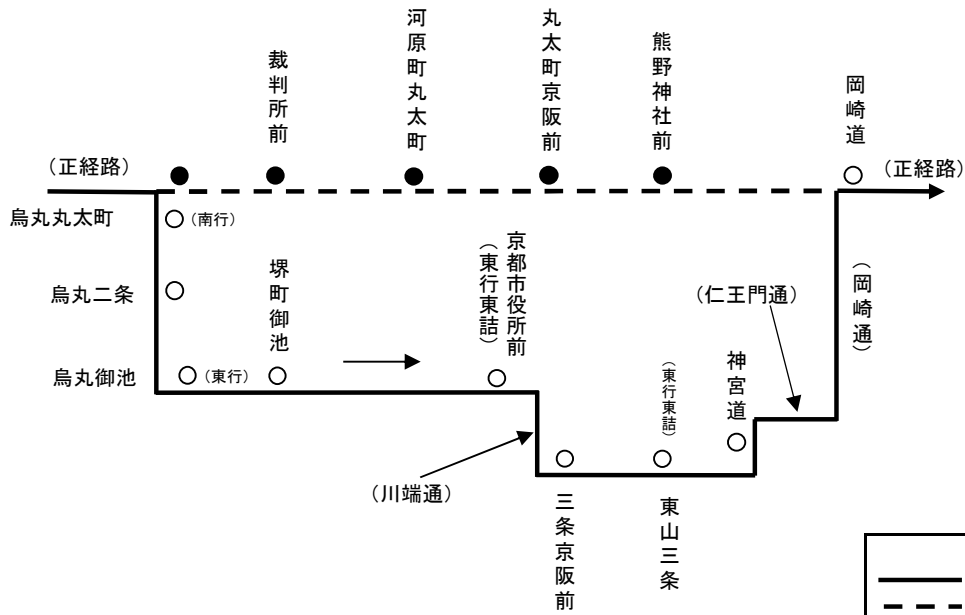 裁判所前
河原町丸太町
丸太町京阪前
熊野神社前
岡崎道
（正経路）
（正経路）
烏丸丸太町
（南行）
烏丸二条
堺町御池
京都市役所前
（東行東詰）
（仁王門通）
（岡崎通）
烏丸御池
（東行）
（東行東詰）
神宮道
（川端通）
三条京阪前
東山三条